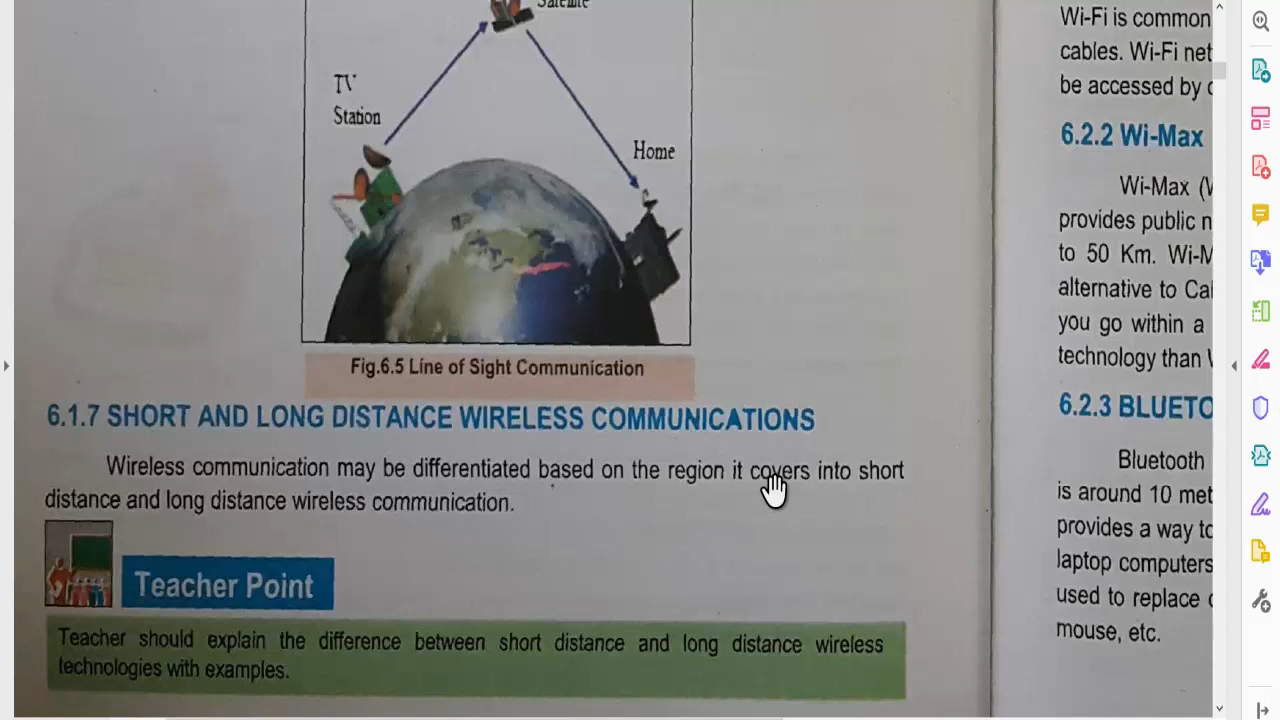 Satellite
TV
Station
Home
Fig.6.5 Line of Sight Communication
6.1.7 SHORT AND LONG DISTANCE WIRELESS COMMUNICATIONS
Wireless communication may be differentiated based on the region it covers into short
distance and long distance wireless communication.
Teacher Point
Teacher should explain the difference between short distance and long distance wireless
technologies with examples.
Wi-Fi is common
cables. Wi-Fi net
be accessed by
6.2.2 Wi-Max
Wi-Max (
provides public n
to 50 Km. Wi-M
alternative to Cal
you go within a
technology than
6.2.3 BLUETO
Bluetooth
is around 10 met
provides a way to
laptop computers
used to replace
mouse, etc.